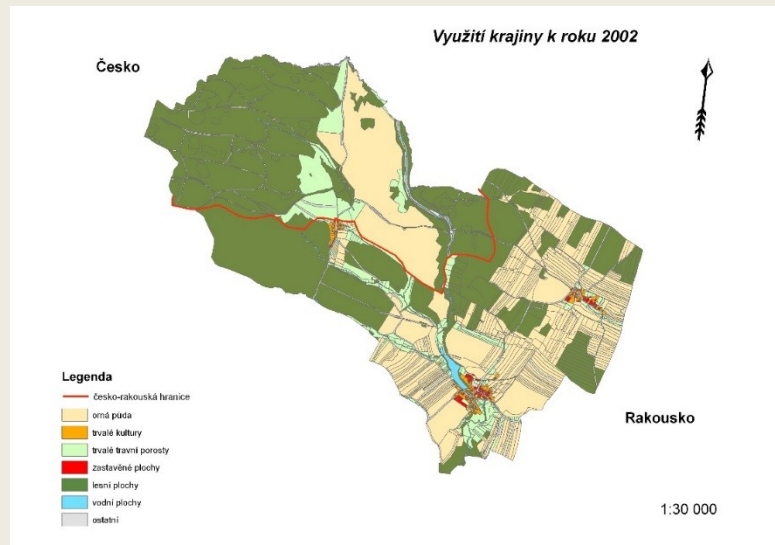 Využití krajiny k roku 2002
Česko
Legenda
česko-rakouská hranice
orná půda
trvalé kultury
trvalé travní porosty
zastavěné plochy
lesní plochy
vodní plochy
ostatní
Rakousko
1:30 000